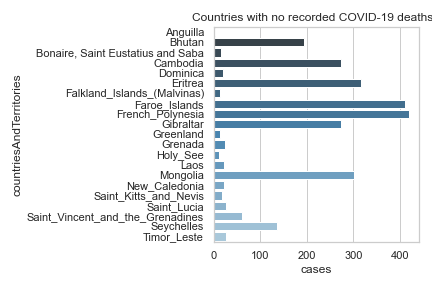 Countries with no recorded COVID-19 deaths
countriesAndTerritories
Anguilla
Bhutan
Bonaire, Saint Eustatius and Saba
Cambodia
Dominica
Eritrea
Falkland_Islands_(Malvinas)
Faroe_Islands
French_Polynesia
Gibraltar
Greenland
Grenada
Holy_See
Laos
Mongolia
New_Caledonia
Saint_Kitts_and_Nevis
Saint_Lucia
Saint_Vincent_and_the_Grenadines
Seychelles
Timor_Leste
0 100 200 300 400
cases